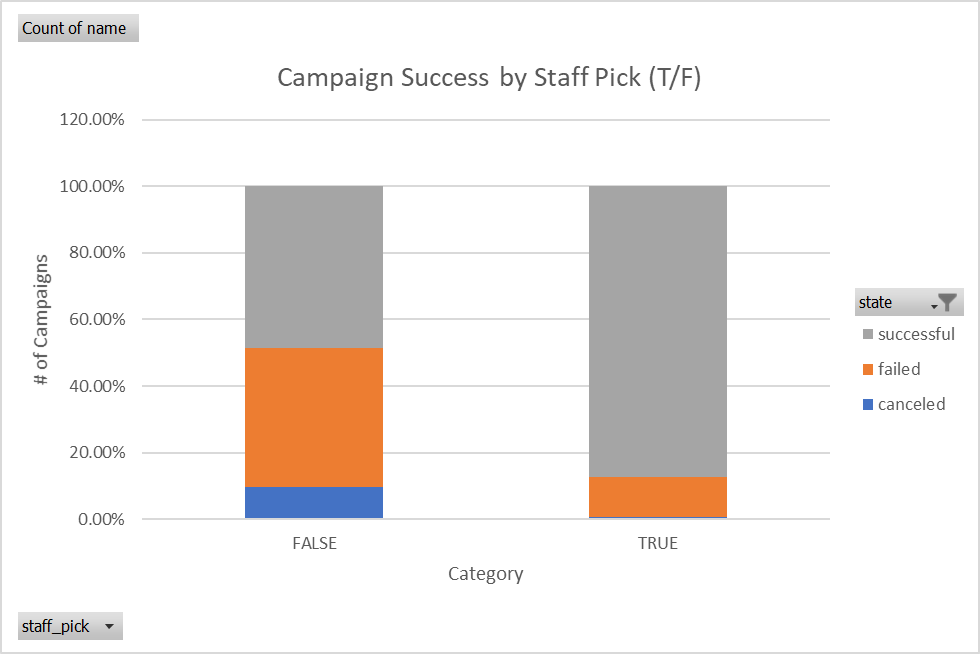 Count of name
Campaign Success by Staff Pick (T/F)
120.00%
100.00%
80.00%
60.00%
40.00%
20.00%
0.00%
# of Campaigns
FALSE
TRUE
Category
state
successful
failed
canceled
staff_pick